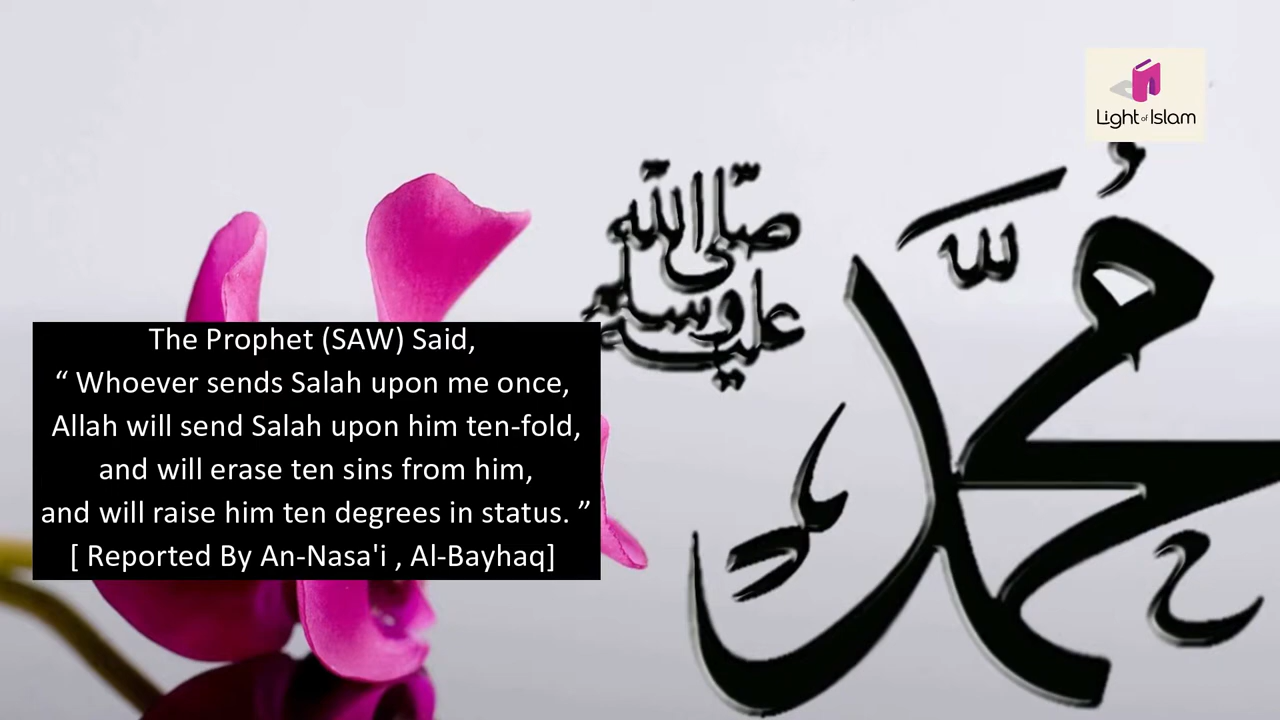 Light of Islam
صلى الله
عليه وسلم
مُحَمَّد
The Prophet (SAW) Said,
“ Whoever sends Salah upon me once,
Allah will send Salah upon him ten-fold,
and will erase ten sins from him,
and will raise him ten degrees in status. ”
[ Reported By An-Nasa'i , Al-Bayhaq]